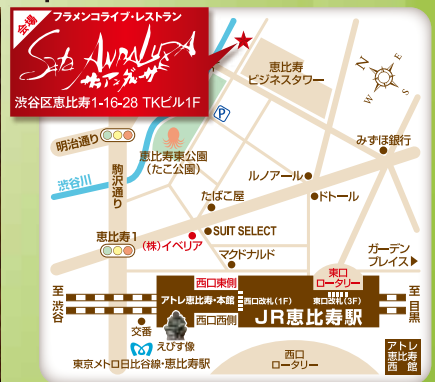 会場
フラメンコライブ・レストラン
Sala ANDALUZA
サラ・アンダルーサ
渋谷区恵比寿1-16-28 TKビル1F
恵比寿
ビジネスタワー
N
E
S
W
P
明治通り
恵比寿東公園
(たこ公園)
みずほ銀行
渋谷川
駒沢通り
ルノアール
たばこ屋
ドトール
恵比寿1
SUIT SELECT
(株)イベリア
マクドナルド
ガーデン
プレイス
西口東側
東口
ロータリー
至渋谷
アトレ恵比寿・本館
西口改札(1F)
東口改札(3F)
至目黒
西口西側
JR恵比寿駅
交番
えびす像
東京メトロ日比谷線・恵比寿駅
西口
ロータリー
アトレ
恵比寿
西館